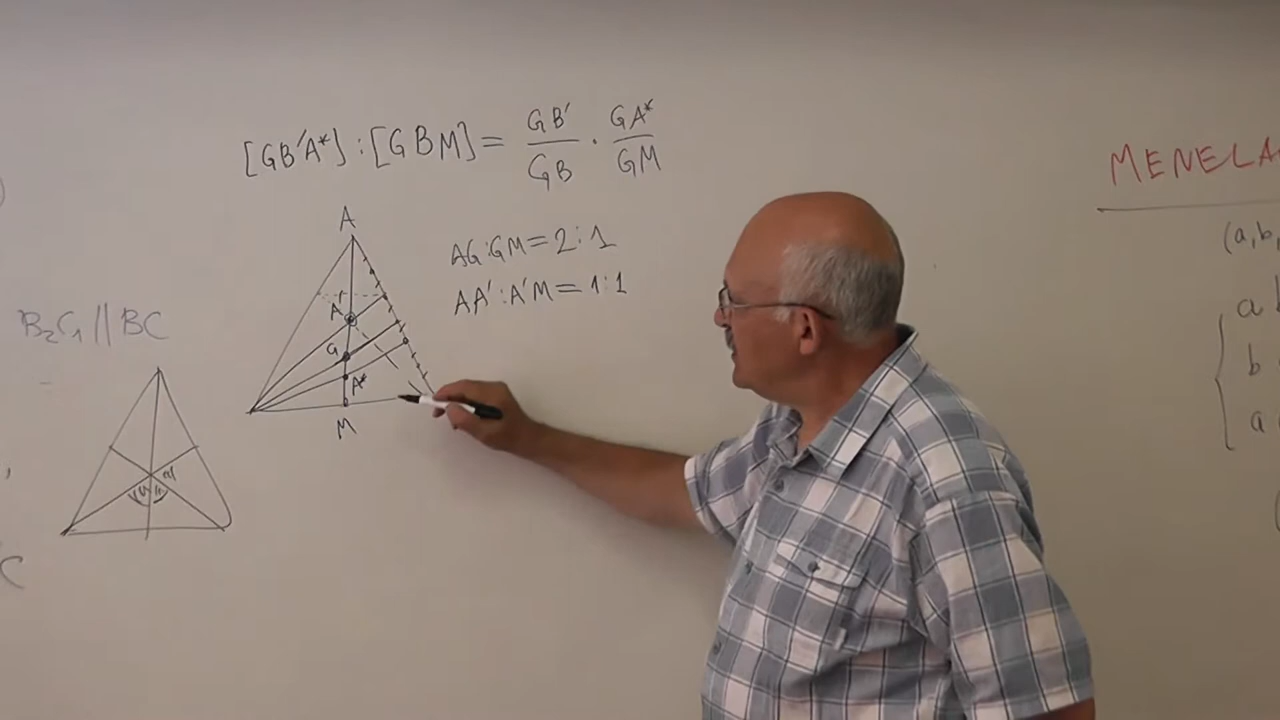 [GB'A*]:[GBM]= GB'/GB · GA*/GM
MENELA
A
AG:GM=2:1
(a,b,
AA':A'M=1:1
a
B₂C₁ // BC
A'
G
b
A*
a
M
C